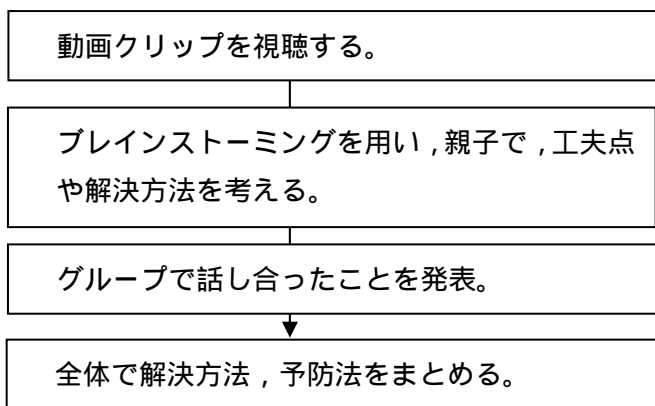 動画クリップを視聴する。
ブレインストーミングを用い，親子で，工夫点
や解決方法を考える。
グループで話し合ったことを発表。
全体で解決方法，予防法をまとめる。